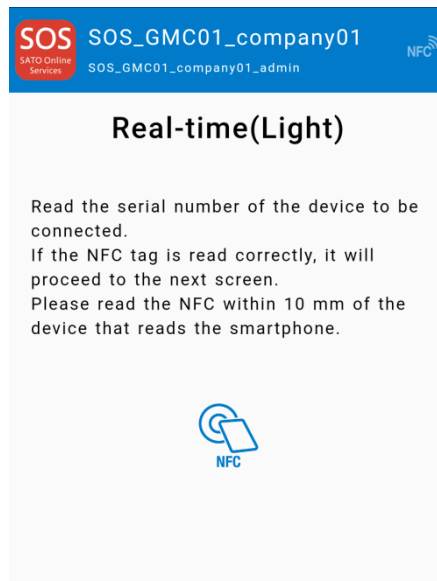 SOS
SATO Online
Services
SOS_GMC01_company01
SOS_GMC01_company01_admin
NFC
Real-time(Light)
Read the serial number of the device to be
connected.
If the NFC tag is read correctly, it will
proceed to the next screen.
Please read the NFC within 10 mm of the
device that reads the smartphone.
NFC